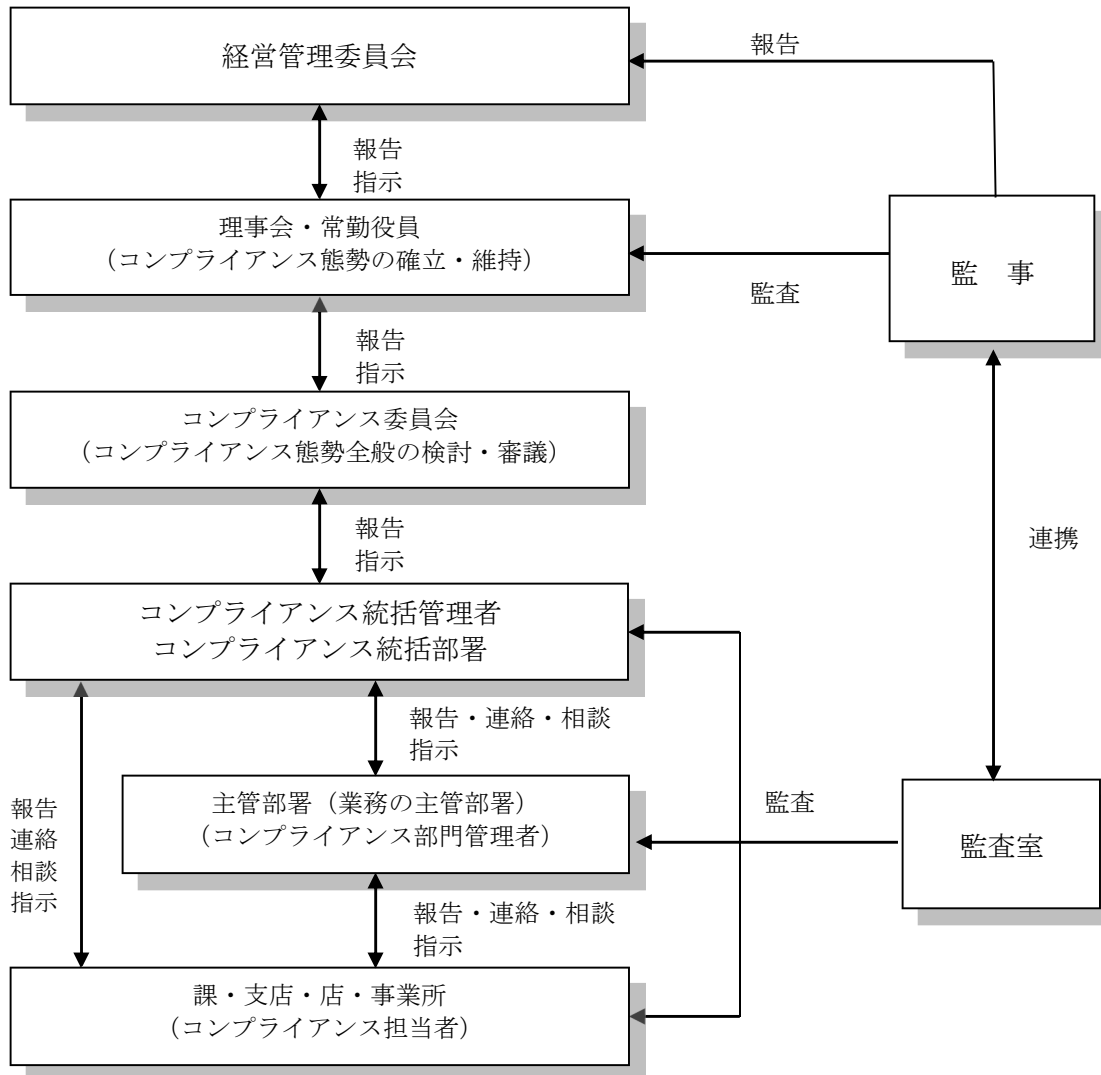 経営管理委員会
報告
報告
指示
理事会・常勤役員
（コンプライアンス態勢の確立・維持）
監　事
監査
報告
指示
コンプライアンス委員会
（コンプライアンス態勢全般の検討・審議）
報告
指示
連携
コンプライアンス統括管理者
コンプライアンス統括部署
報告・連絡・相談
指示
報告
連絡
相談
指示
主管部署（業務の主管部署）
（コンプライアンス部門管理者）
監査
監査室
報告・連絡・相談
指示
課・支店・店・事業所
（コンプライアンス担当者）